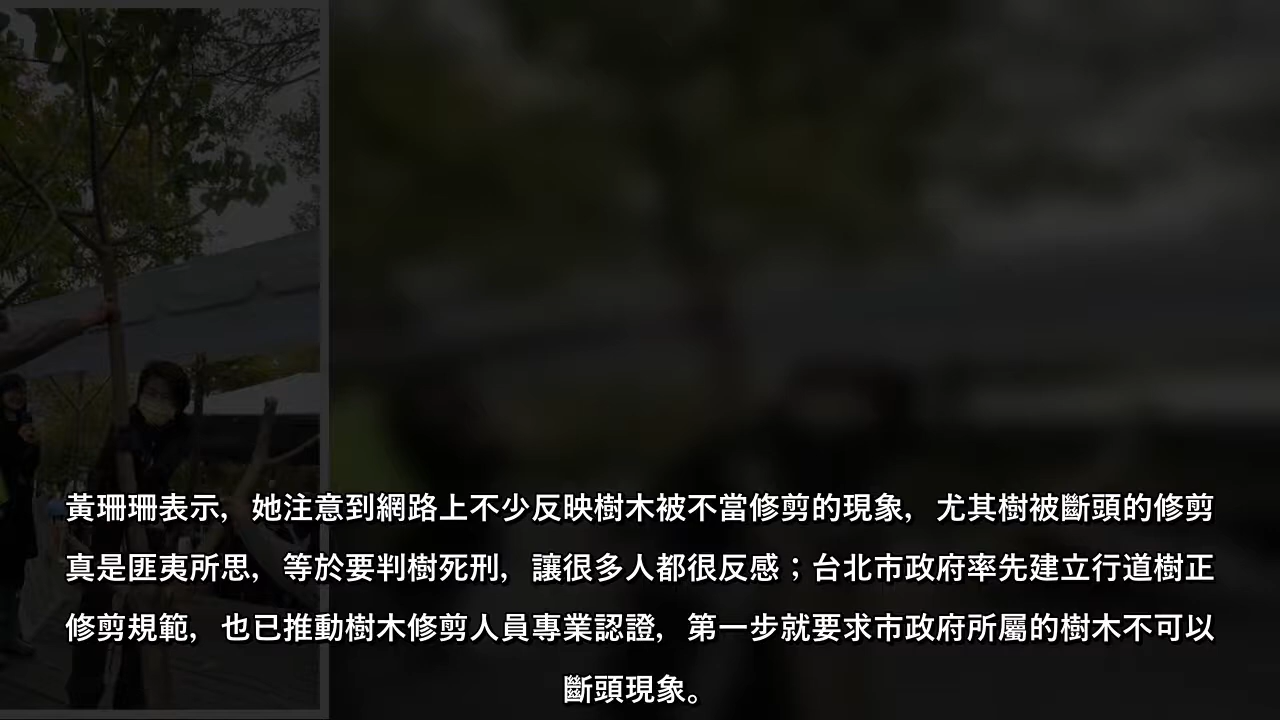 黃珊珊表示，她注意到網路上不少反映樹木被不當修剪的現象，尤其樹被斷頭的修剪
真是匪夷所思，等於要判樹死刑，讓很多人都很反感；台北市政府率先建立行道樹正
修剪規範，也已推動樹木修剪人員專業認證，第一步就要求市政府所屬的樹木不可以
斷頭現象。